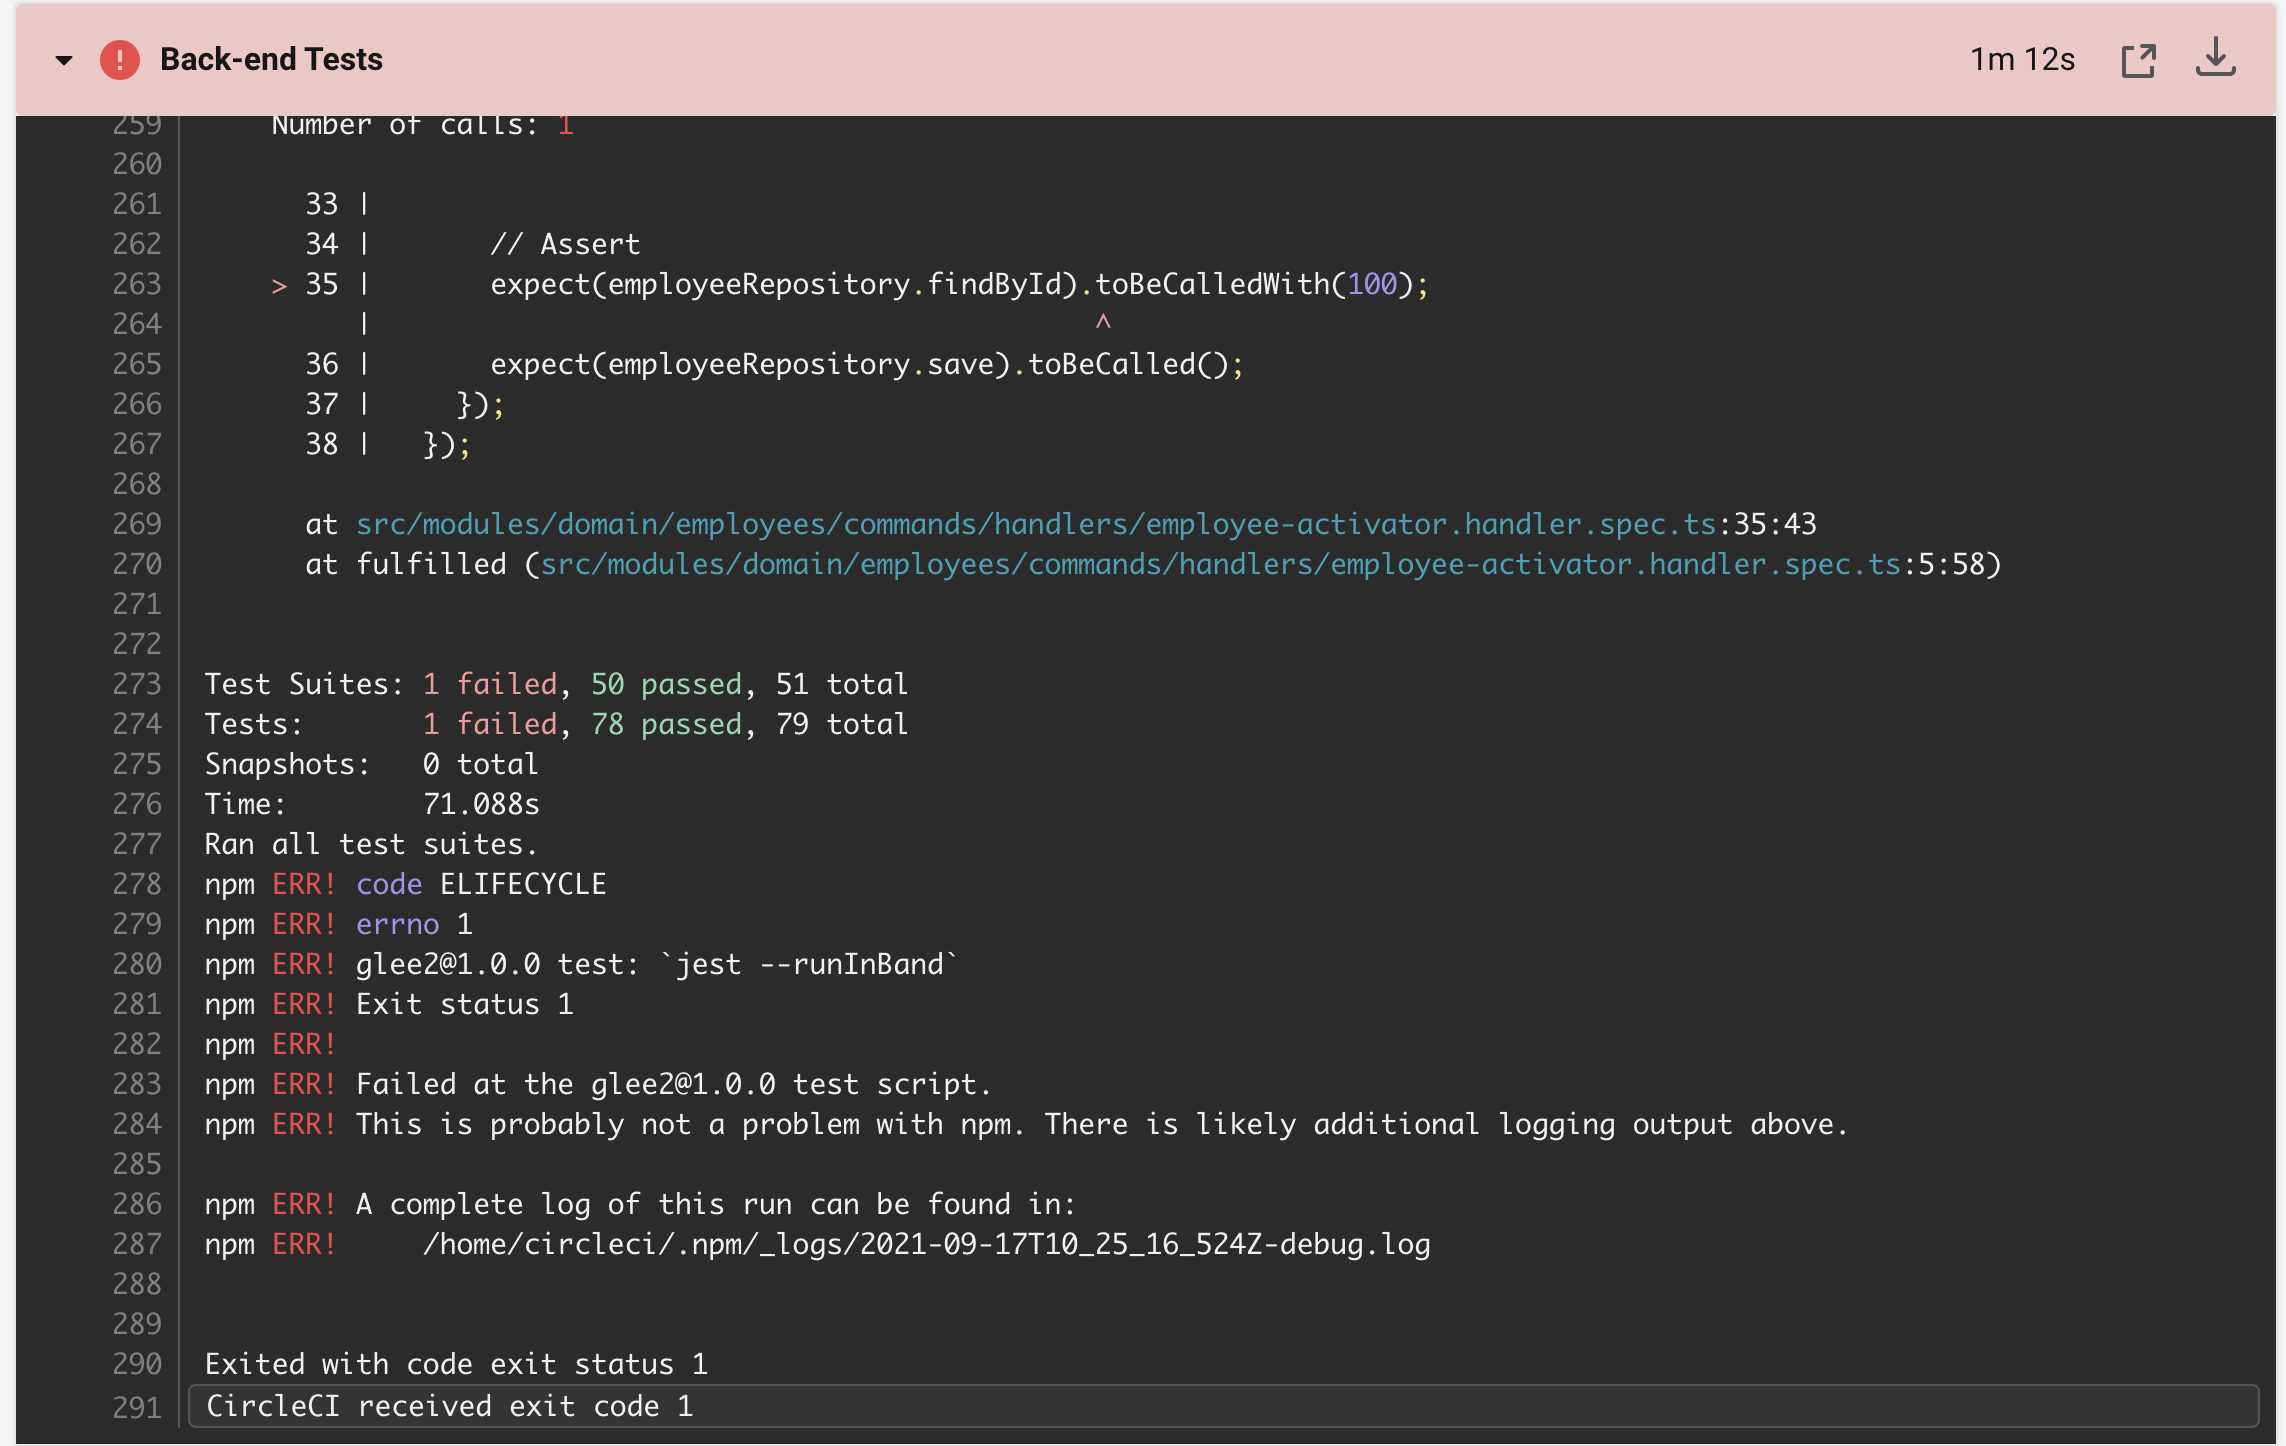 Back-end Tests 1m 12s
259 Number of calls: 1
260
261 33 |
262 34 | // Assert
263 > 35 | expect(employeeRepository.findById).toBeCalledWith(100);
264 | ^
265 36 | expect(employeeRepository.save).toBeCalled();
266 37 | });
267 38 | });
268
269 at src/modules/domain/employees/commands/handlers/employee-activator.handler.spec.ts:35:43
270 at fulfilled (src/modules/domain/employees/commands/handlers/employee-activator.handler.spec.ts:5:58)
271
272
273 Test Suites: 1 failed, 50 passed, 51 total
274 Tests: 1 failed, 78 passed, 79 total
275 Snapshots: 0 total
276 Time: 71.088s
277 Ran all test suites.
278 npm ERR! code ELIFECYCLE
279 npm ERR! errno 1
280 npm ERR! glee2@1.0.0 test: `jest --runInBand`
281 npm ERR! Exit status 1
282 npm ERR!
283 npm ERR! Failed at the glee2@1.0.0 test script.
284 npm ERR! This is probably not a problem with npm. There is likely additional logging output above.
285
286 npm ERR! A complete log of this run can be found in:
287 npm ERR! /home/circleci/.npm/_logs/2021-09-17T10_25_16_524Z-debug.log
288
289
290 Exited with code exit status 1
291 CircleCI received exit code 1